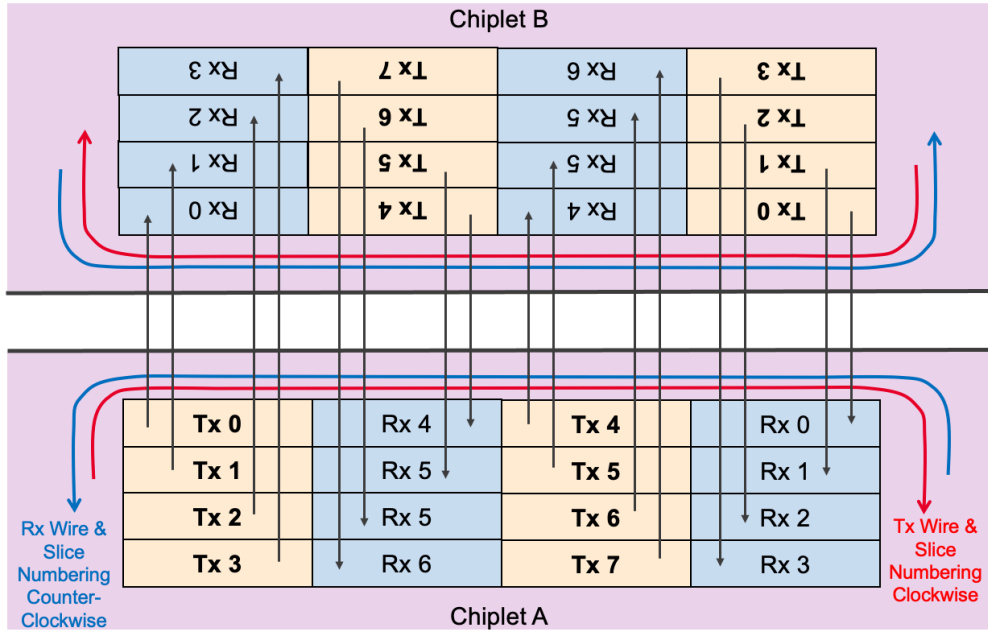 Chiplet B
Rx 3 Tx 7 Rx 6 Tx 3
Rx 2 Tx 6 Rx 5 Tx 2
Rx 1 Tx 5 Rx 5 Tx 1
Rx 0 Tx 4 Rx 4 Tx 0
Tx 0 Rx 4 Tx 4 Rx 0
Tx 1 Rx 5 Tx 5 Rx 1
Tx 2 Rx 5 Tx 6 Rx 2
Tx 3 Rx 6 Tx 7 Rx 3
Rx Wire &
Slice
Numbering
Counter-
Clockwise
Tx Wire &
Slice
Numbering
Clockwise
Chiplet A